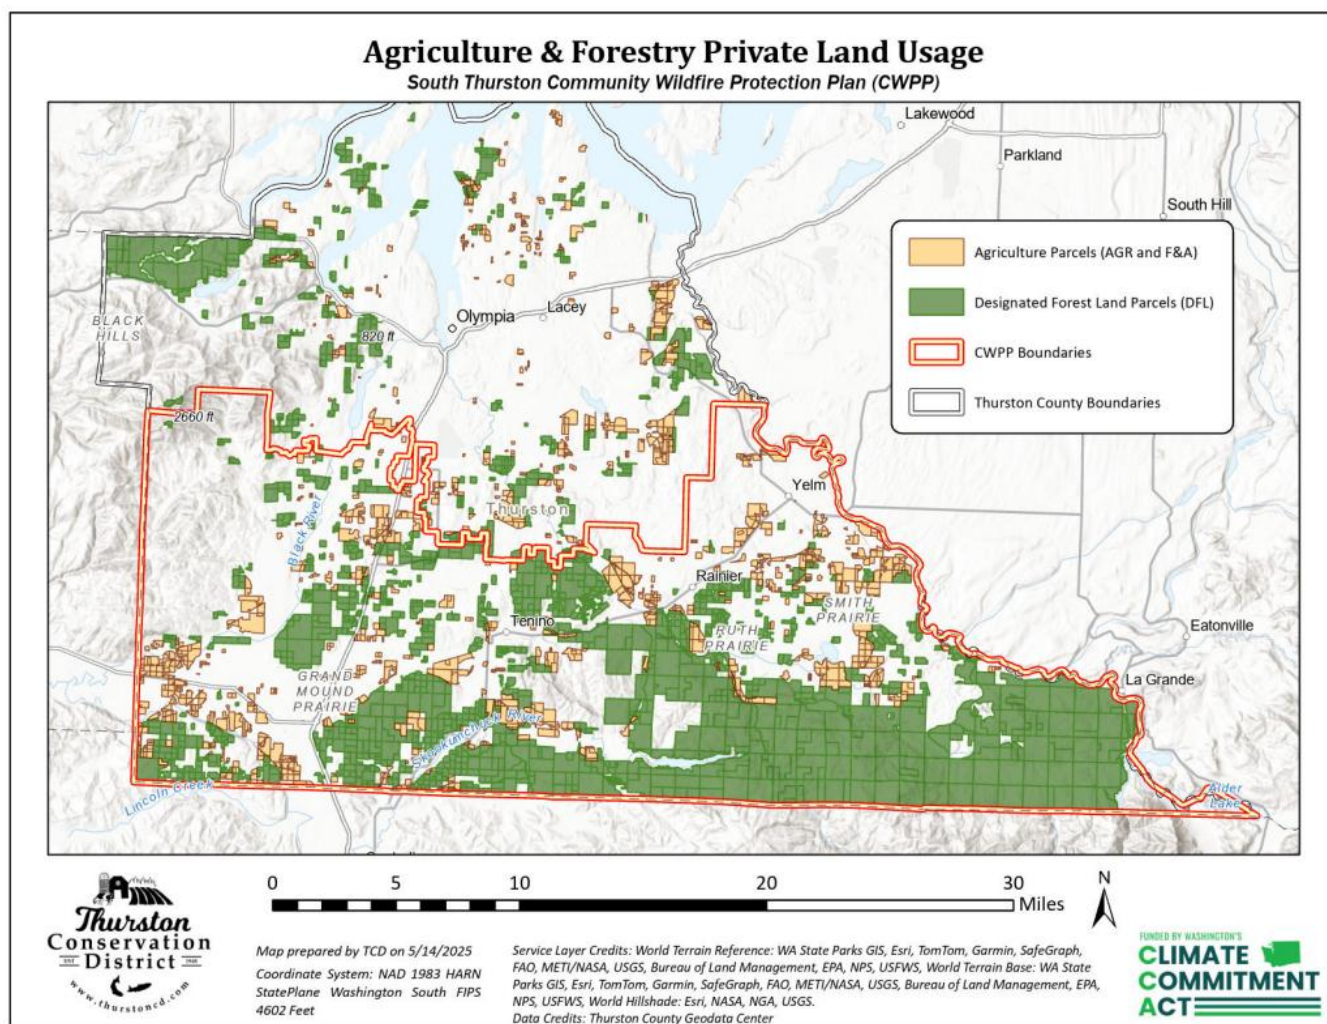 Agriculture & Forestry Private Land Usage
South Thurston Community Wildfire Protection Plan (CWPP)
Lakewood
Parkland
South Hill
Agriculture Parcels (AGR and F&A)
Designated Forest Land Parcels (DFL)
CWPP Boundaries
Thurston County Boundaries
BLACK
HILLS
Olympia
Lacey
820 ft
2660 ft
Black River
Thurston
Yelm
Rainier
SMITH
PRAIRIE
RUTH
PRAIRIE
Tenino
Eatonville
La Grande
GRAND
MOUND
PRAIRIE
Skookumchuck River
Lincoln Creek
Alder
Lake
0 5 10 20 30
Miles
N
Thurston
Conservation
District
EST 1948
www.thurstoncd.com
Map prepared by TCD on 5/14/2025
Coordinate System: NAD 1983 HARN
StatePlane Washington South FIPS
4602 Feet
Service Layer Credits: World Terrain Reference: WA State Parks GIS, Esri, TomTom, Garmin, SafeGraph,
FAO, METI/NASA, USGS, Bureau of Land Management, EPA, NPS, USFWS, World Terrain Base: WA State
Parks GIS, Esri, TomTom, Garmin, SafeGraph, FAO, METI/NASA, USGS, Bureau of Land Management, EPA,
NPS, USFWS, World Hillshade: Esri, NASA, NGA, USGS.
Data Credits: Thurston County Geodata Center
FUNDED BY WASHINGTON'S
CLIMATE
COMMITMENT
ACT